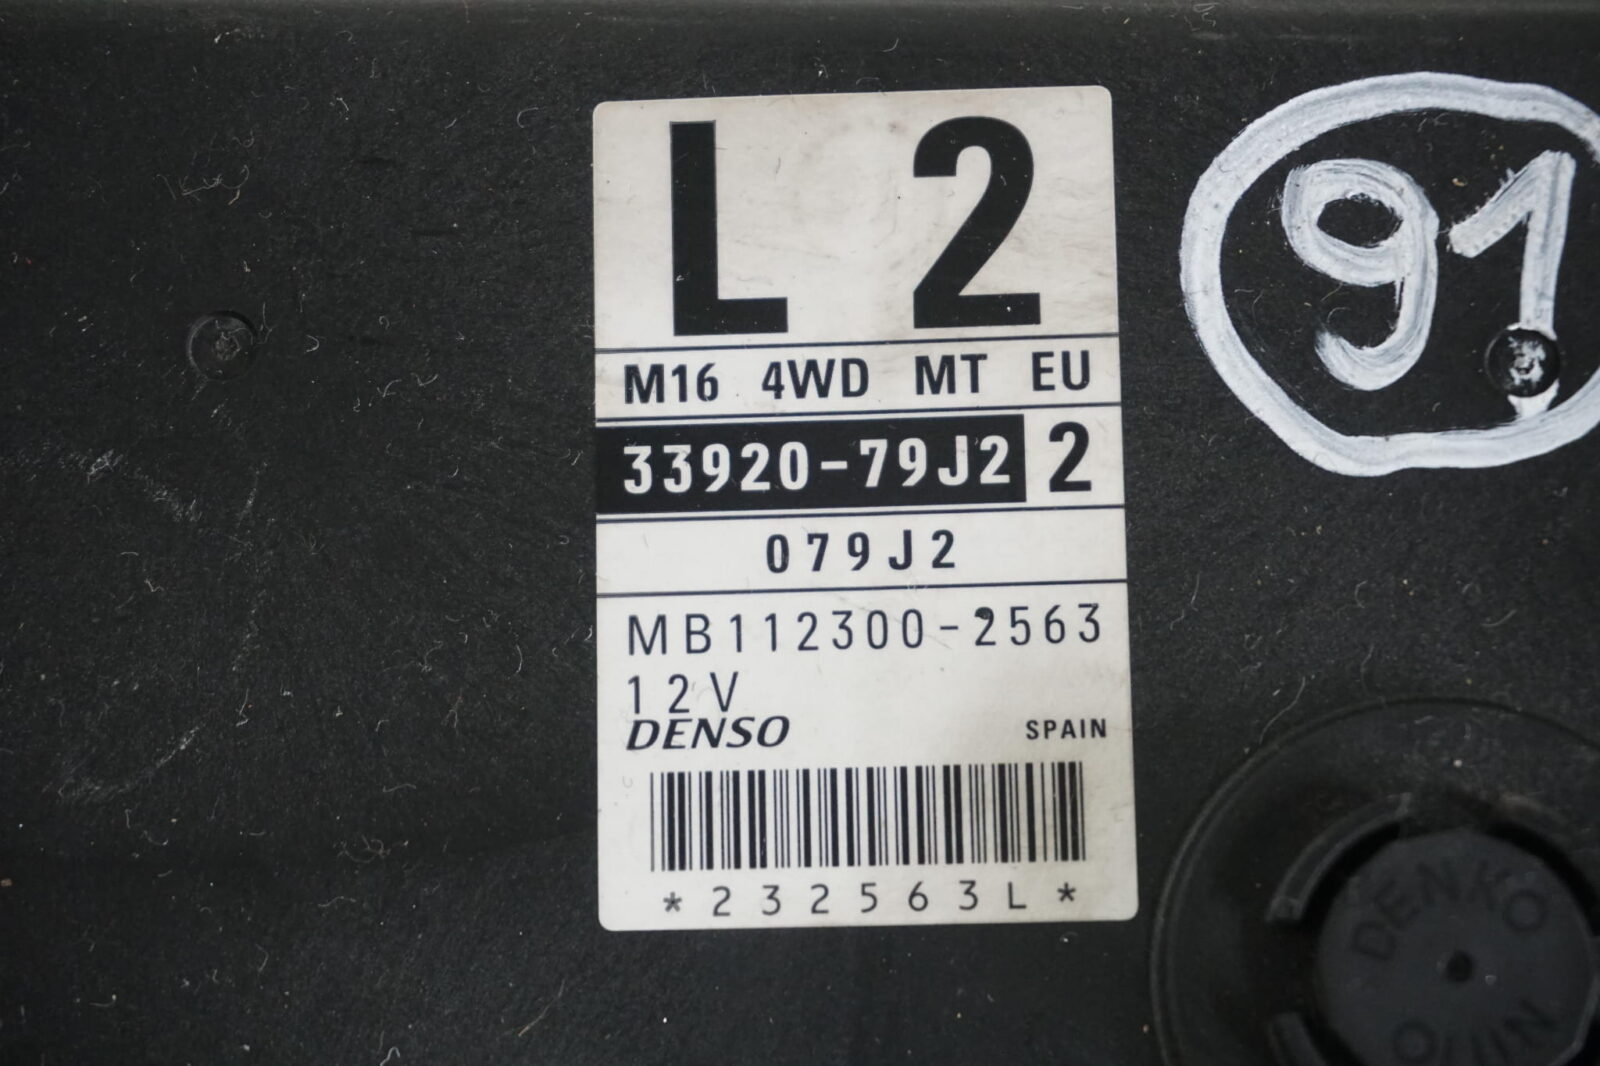 L 2
91
M16 4WD MT EU
33920-79J2 2
079J2
MB112300-2563
12V
DENSO SPAIN
*232563L*
DENKO